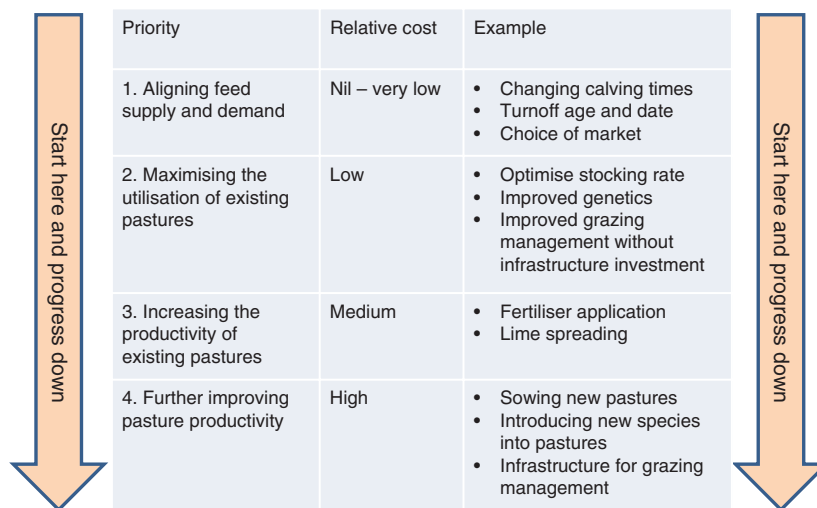 Start here and progress down
Priority
Relative cost
Example
1. Aligning feed
supply and demand
Nil – very low
• Changing calving times
• Turnoff age and date
• Choice of market
2. Maximising the
utilisation of existing
pastures
Low
• Optimise stocking rate
• Improved genetics
• Improved grazing
management without
infrastructure investment
3. Increasing the
productivity of
existing pastures
Medium
• Fertiliser application
• Lime spreading
4. Further improving
pasture productivity
High
• Sowing new pastures
• Introducing new species
into pastures
• Infrastructure for grazing
management
Start here and progress down